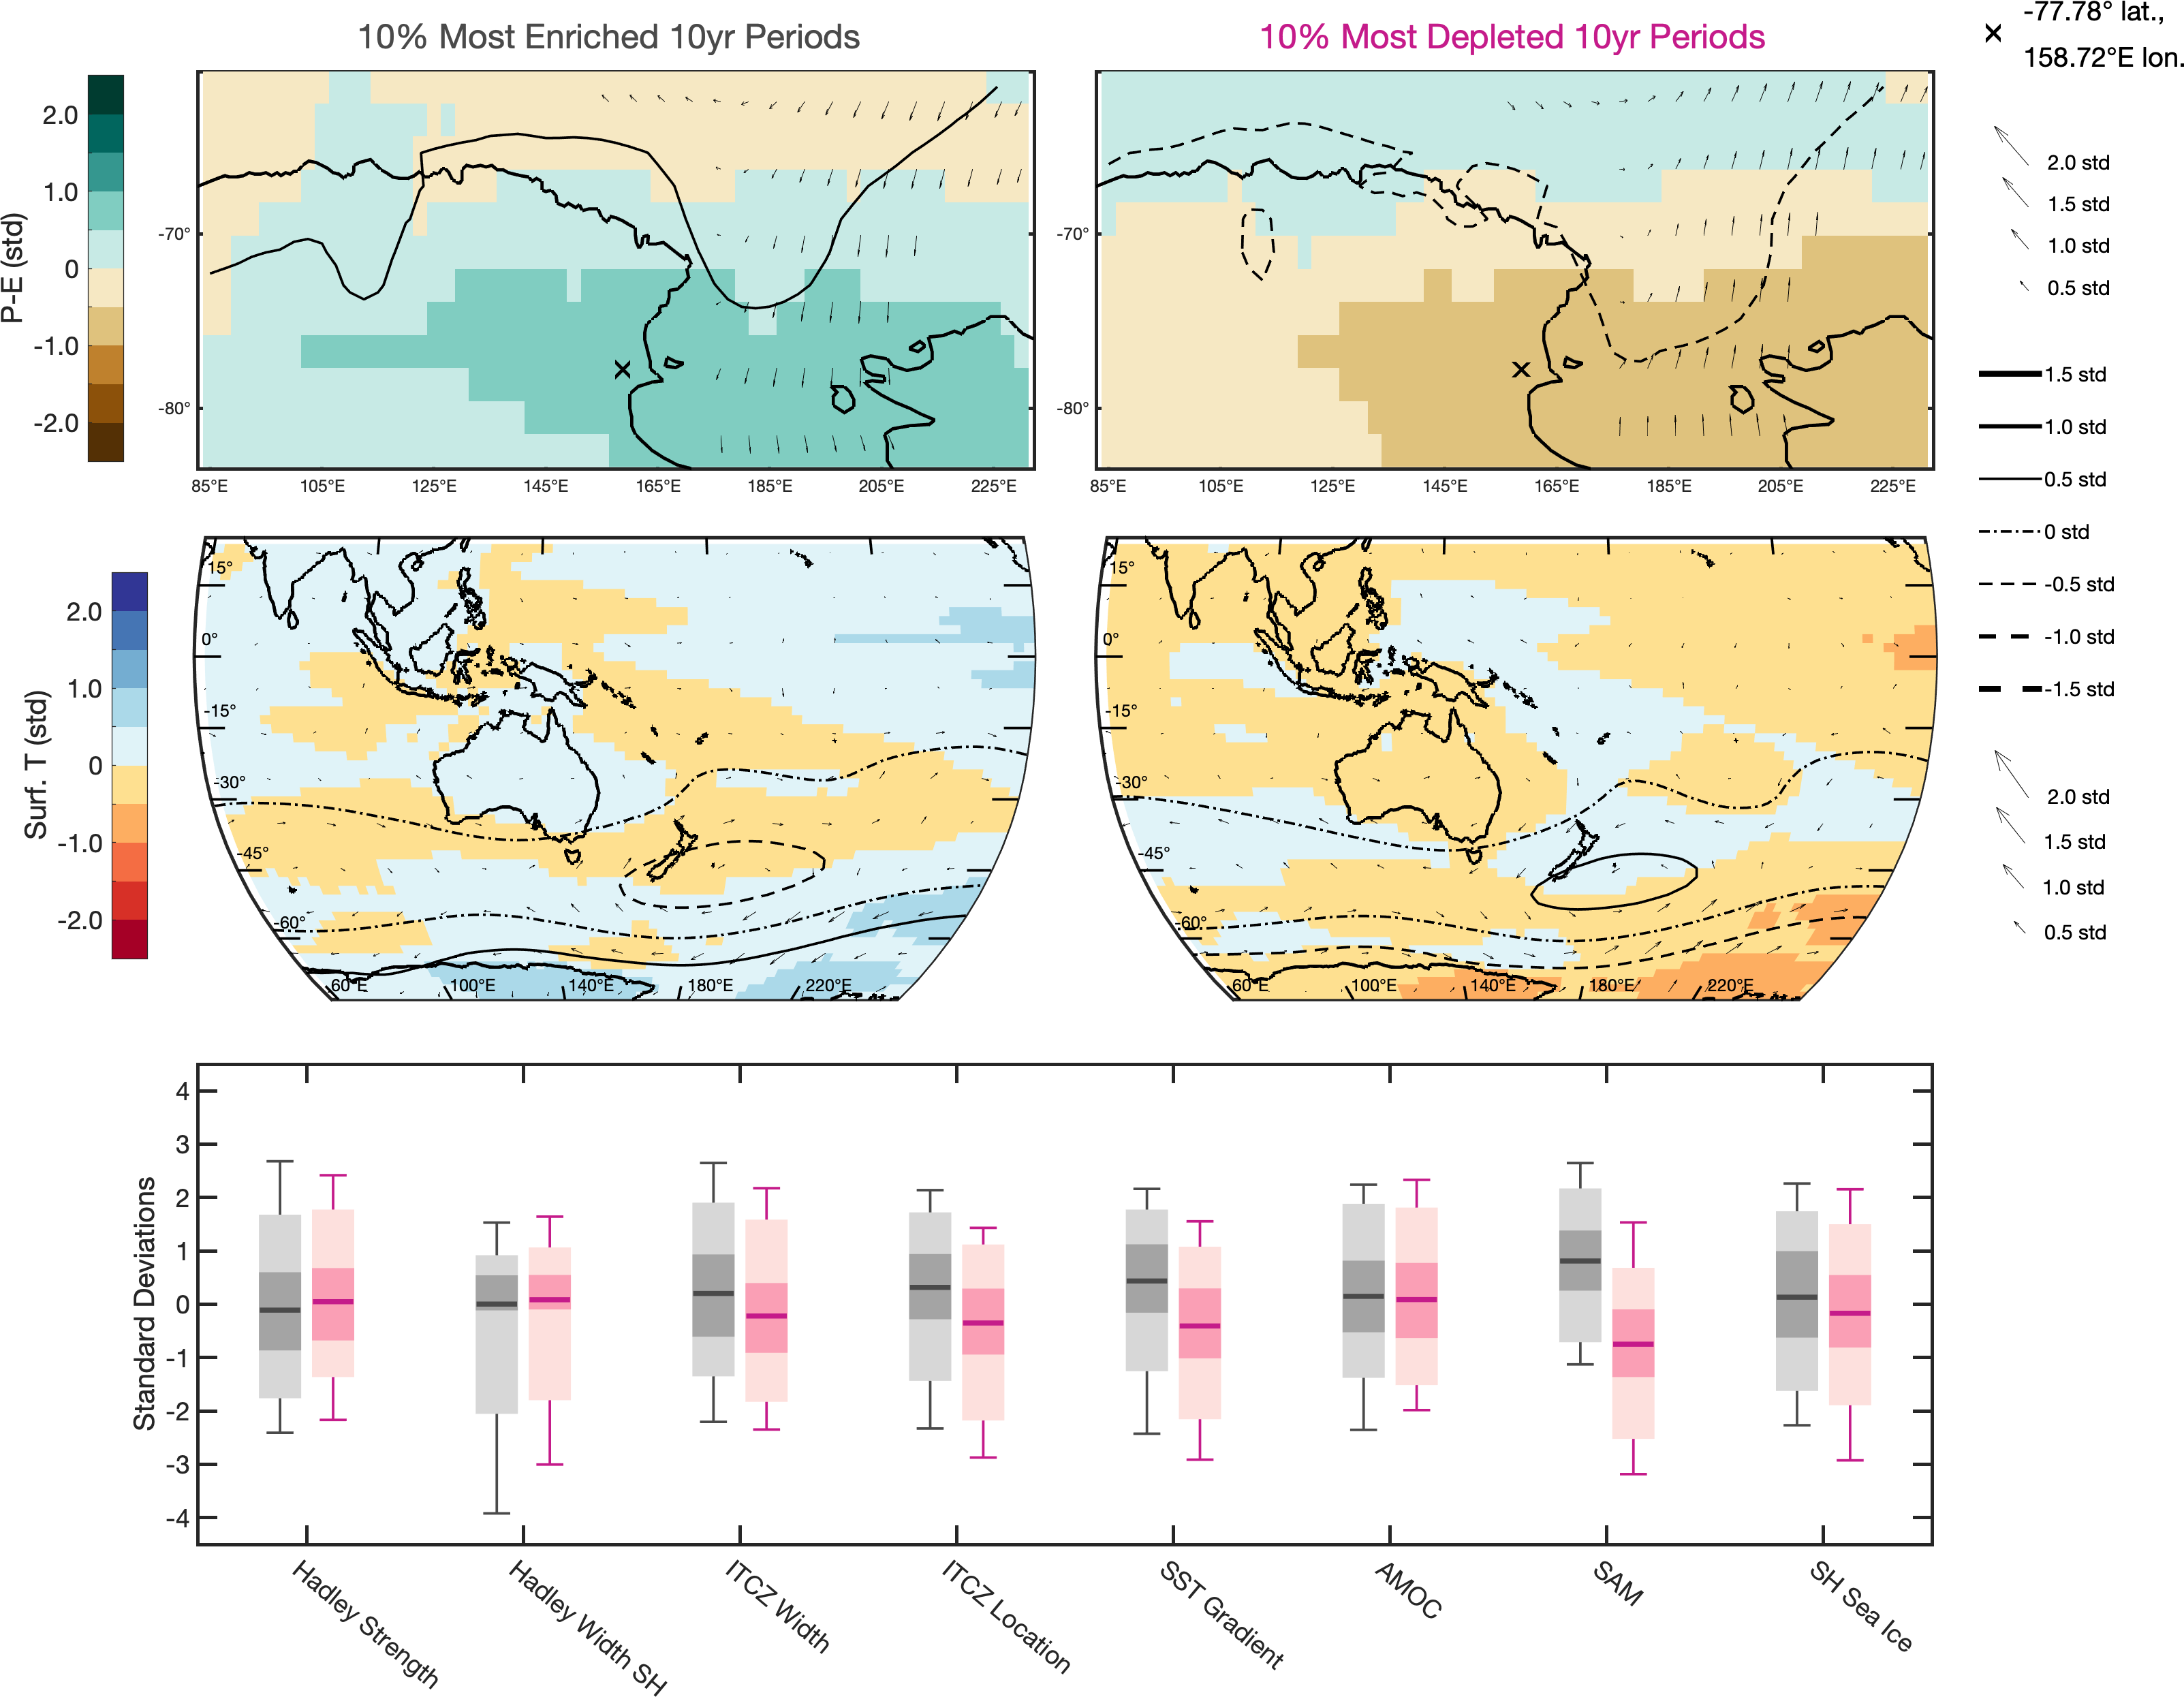 10% Most Enriched 10yr Periods
10% Most Depleted 10yr Periods
-77.78° lat.,
158.72°E lon.
P-E (std)
2.0
1.0
0
-1.0
-2.0
-70°
-80°
85°E 105°E 125°E 145°E 165°E 185°E 205°E 225°E
-70°
-80°
85°E 105°E 125°E 145°E 165°E 185°E 205°E 225°E
2.0 std
1.5 std
1.0 std
0.5 std
1.5 std
1.0 std
0.5 std
0 std
-0.5 std
-1.0 std
-1.5 std
Surf. T (std)
2.0
1.0
0
-1.0
-2.0
15°
0°
-15°
-30°
-45°
-60°
60°E 100°E 140°E 180°E 220°E
15°
0°
-15°
-30°
-45°
-60°
60°E 100°E 140°E 180°E 220°E
2.0 std
1.5 std
1.0 std
0.5 std
Standard Deviations
4
3
2
1
0
-1
-2
-3
-4
Hadley Strength
Hadley Width SH
ITCZ Width
ITCZ Location
SST Gradient
AMOC
SAM
SH Sea Ice